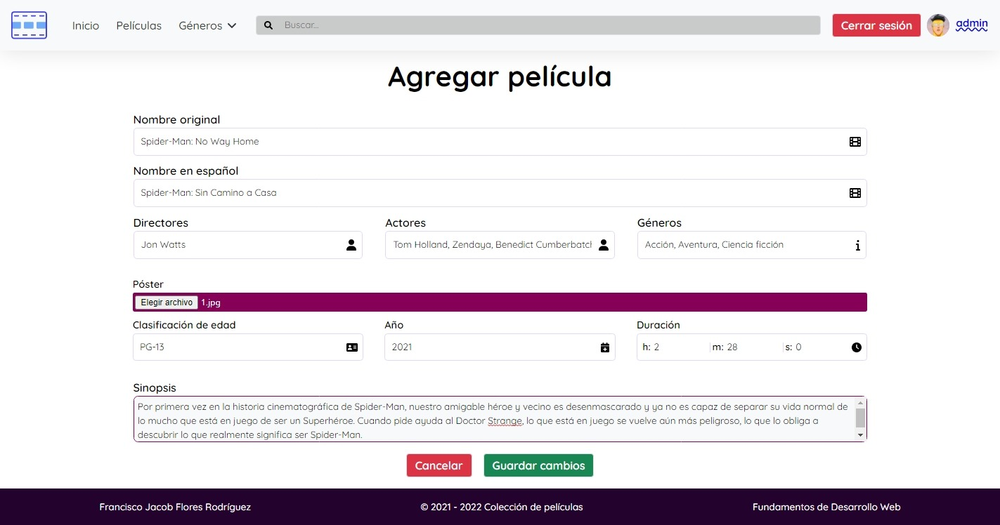 Inicio Películas Géneros Buscar... Cerrar sesión admin
Agregar película
Nombre original
Spider-Man: No Way Home
Nombre en español
Spider-Man: Sin Camino a Casa
Directores Actores Géneros
Jon Watts Tom Holland, Zendaya, Benedict Cumberbatch Acción, Aventura, Ciencia ficción
Póster
Elegir archivo 1.jpg
Clasificación de edad Año Duración
PG-13 2021 h: 2 m: 28 s: 0
Sinopsis
Por primera vez en la historia cinematográfica de Spider-Man, nuestro amigable héroe y vecino es desenmascarado y ya no es capaz de separar su vida normal de
lo mucho que está en juego de ser un Superhéroe. Cuando pide ayuda al Doctor Strange, lo que está en juego se vuelve aún más peligroso, lo que lo obliga a
descubrir lo que realmente significa ser Spider-Man.
Cancelar Guardar cambios
Francisco Jacob Flores Rodríguez © 2021 - 2022 Colección de películas Fundamentos de Desarrollo Web